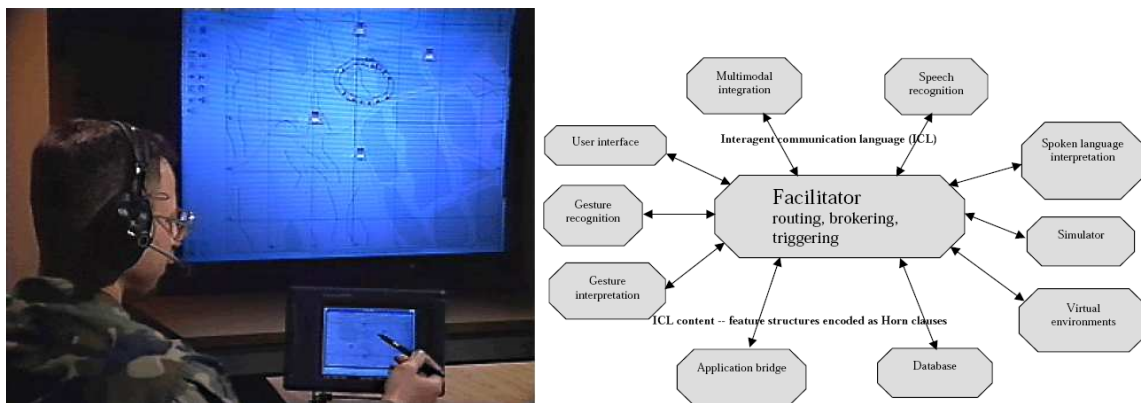 Multimodal
integration
Speech
recognition
Interagent communication language (ICL)
User interface
Spoken language
interpretation
Facilitator
routing, brokering,
triggering
Gesture
recognition
Simulator
Gesture
interpretation
Virtual
environments
ICL content -- feature structures encoded as Horn clauses
Application bridge
Database